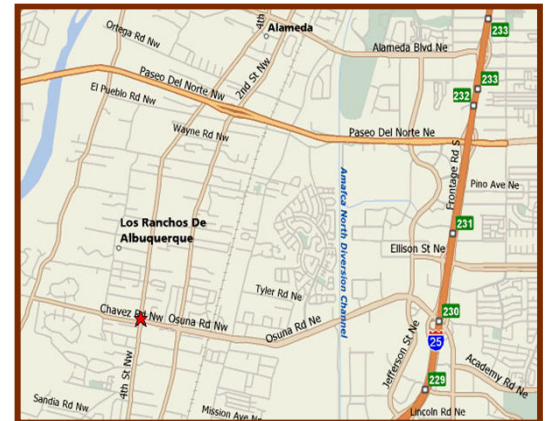 4th
Alameda
Ortega Rd Nw
233
Alameda Blvd Ne
2nd St Nw
Paseo Del Norte Nw
233
El Pueblo Rd Nw
232
Wayne Rd Nw
Paseo Del Norte Ne
Frontage Rd S
Amafca North Diversion Channel
Pino Ave Ne
Los Ranchos De
Albuquerque
231
Ellison St Ne
Tyler Rd Ne
Chavez Rd Nw
Osuna Rd Nw
230
Osuna Rd Ne
25
4th St Nw
Jefferson St Ne
Academy Rd Ne
229
Sandia Rd Nw
Mission Ave Ne
Lincoln Rd Ne